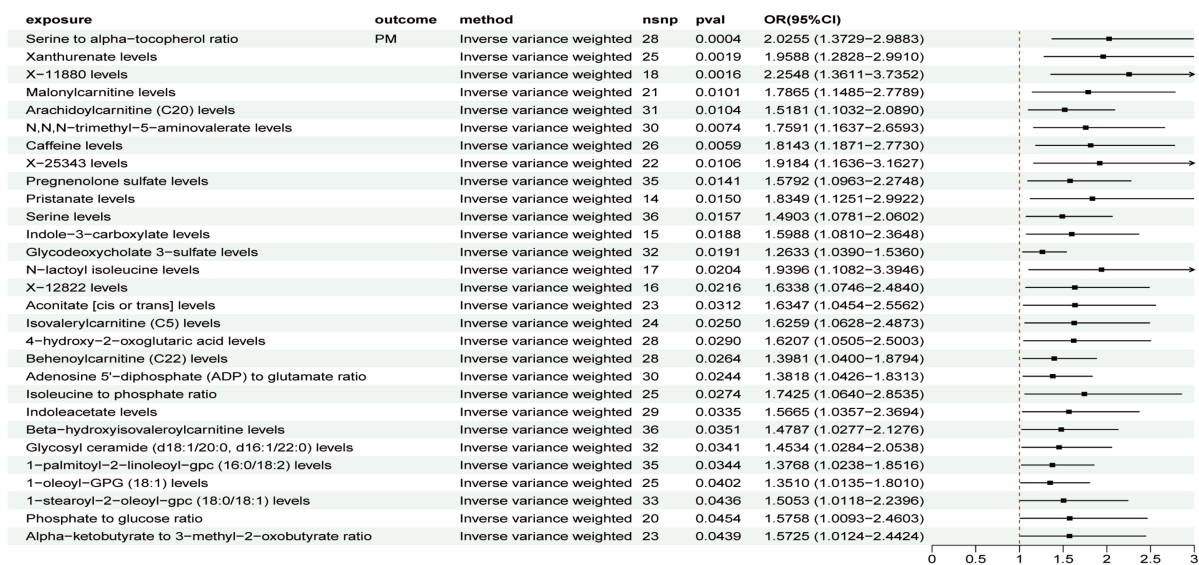 exposure outcome method nsnp pval OR(95%CI)
Serine to alpha−tocopherol ratio PM Inverse variance weighted 28 0.0004 2.0255 (1.3729−2.9883)
Xanthurenate levels Inverse variance weighted 25 0.0019 1.9588 (1.2828−2.9910)
X−11880 levels Inverse variance weighted 18 0.0016 2.2548 (1.3611−3.7352)
Malonylcarnitine levels Inverse variance weighted 21 0.0101 1.7865 (1.1485−2.7789)
Arachidoylcarnitine (C20) levels Inverse variance weighted 31 0.0104 1.5181 (1.1032−2.0890)
N,N,N−trimethyl−5−aminovalerate levels Inverse variance weighted 30 0.0074 1.7591 (1.1637−2.6593)
Caffeine levels Inverse variance weighted 26 0.0059 1.8143 (1.1871−2.7730)
X−25343 levels Inverse variance weighted 22 0.0106 1.9184 (1.1636−3.1627)
Pregnenolone sulfate levels Inverse variance weighted 35 0.0141 1.5792 (1.0963−2.2748)
Pristanate levels Inverse variance weighted 14 0.0150 1.8349 (1.1251−2.9922)
Serine levels Inverse variance weighted 36 0.0157 1.4903 (1.0781−2.0602)
Indole−3−carboxylate levels Inverse variance weighted 15 0.0188 1.5988 (1.0810−2.3648)
Glycodeoxycholate 3−sulfate levels Inverse variance weighted 32 0.0191 1.2633 (1.0390−1.5360)
N−lactoyl isoleucine levels Inverse variance weighted 17 0.0204 1.9396 (1.1082−3.3946)
X−12822 levels Inverse variance weighted 16 0.0216 1.6338 (1.0746−2.4840)
Aconitate [cis or trans] levels Inverse variance weighted 23 0.0312 1.6347 (1.0454−2.5562)
Isovalerylcarnitine (C5) levels Inverse variance weighted 24 0.0250 1.6259 (1.0628−2.4873)
4−hydroxy−2−oxoglutaric acid levels Inverse variance weighted 28 0.0290 1.6207 (1.0505−2.5003)
Behenoylcarnitine (C22) levels Inverse variance weighted 28 0.0264 1.3981 (1.0400−1.8794)
Adenosine 5'−diphosphate (ADP) to glutamate ratio Inverse variance weighted 30 0.0244 1.3818 (1.0426−1.8313)
Isoleucine to phosphate ratio Inverse variance weighted 25 0.0274 1.7425 (1.0640−2.8535)
Indoleacetate levels Inverse variance weighted 29 0.0335 1.5665 (1.0357−2.3694)
Beta−hydroxyisovaleroylcarnitine levels Inverse variance weighted 36 0.0351 1.4787 (1.0277−2.1276)
Glycosyl ceramide (d18:1/20:0, d16:1/22:0) levels Inverse variance weighted 32 0.0341 1.4534 (1.0284−2.0538)
1−palmitoyl−2−linoleoyl−gpc (16:0/18:2) levels Inverse variance weighted 35 0.0344 1.3768 (1.0238−1.8516)
1−oleoyl−GPG (18:1) levels Inverse variance weighted 25 0.0402 1.3510 (1.0135−1.8010)
1−stearoyl−2−oleoyl−gpc (18:0/18:1) levels Inverse variance weighted 33 0.0436 1.5053 (1.0118−2.2396)
Phosphate to glucose ratio Inverse variance weighted 20 0.0454 1.5758 (1.0093−2.4603)
Alpha−ketobutyrate to 3−methyl−2−oxobutyrate ratio Inverse variance weighted 23 0.0439 1.5725 (1.0124−2.4424)
0 0.5 1 1.5 2 2.5 3